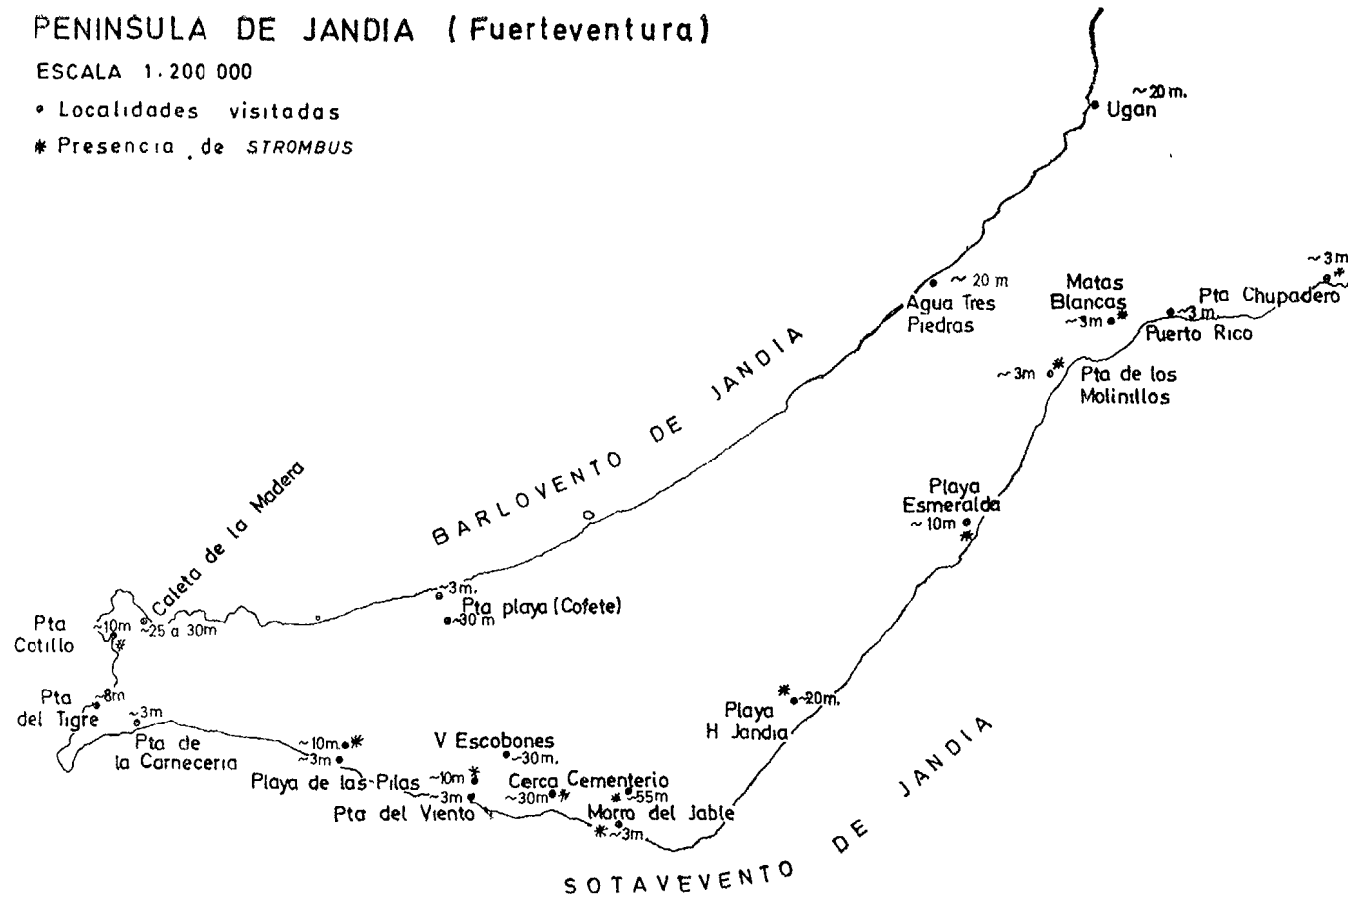 PENINSULA DE JANDIA (Fuerteventura)
ESCALA 1.200 000
• Localidades visitadas
* Presencia de STROMBUS
~20 m.
Ugan
~3m
*
Pta Chupadero
~20 m
Agua Tres
Piedras
Matas
Blancas
~3m *
~3m
Puerto Rico
~3m *
Pta de los
Molinillos
BARLOVENTO DE JANDIA
Playa
Esmeralda
~10m
*
Caleta de la Madera
~25 a 30m
~3m.
Pta playa (Cofete)
~30 m
Pta
Cotillo
~10m
*
Pta
del Tigre
~8m
~3m
Pta de
la Carneceria
*
~20m.
Playa
H Jandia
~10m. *
~3m
Playa de las Pilas
V Escobones
~30m.
*
~10m
~3m
Pta del Viento
Cerca Cementerio
~30m *
* ~55m
Morro del Jable
* ~3m.
SOTAVEVENTO DE JANDIA